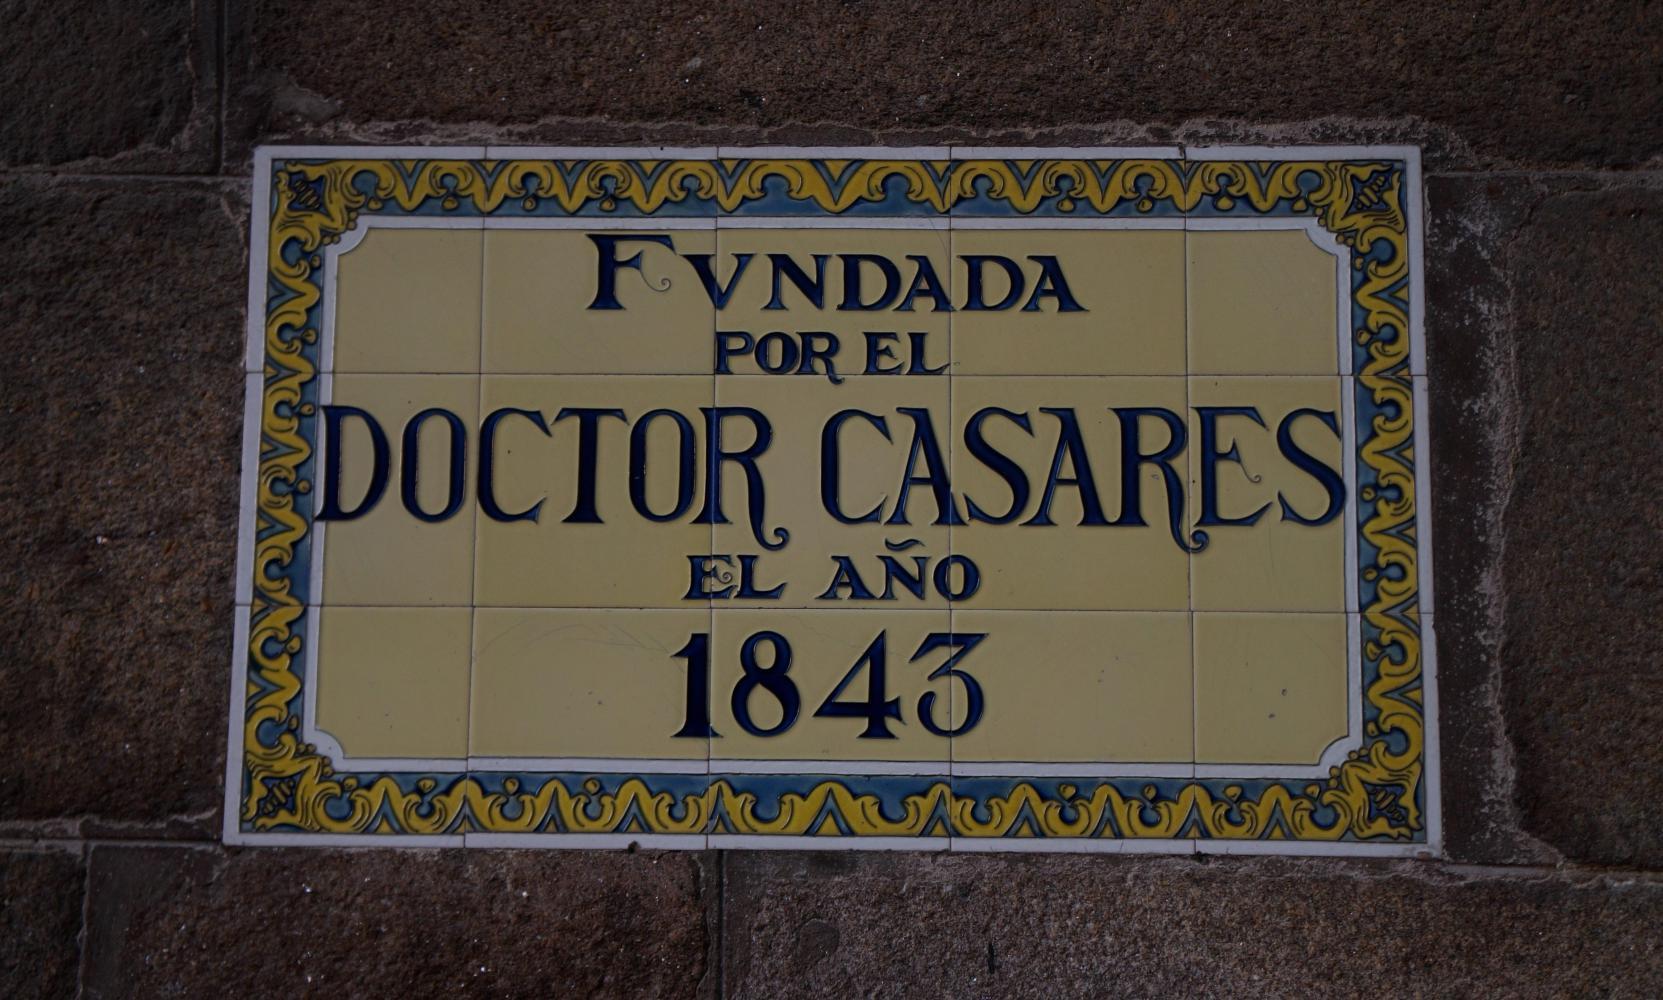 FVNDADA
POR EL
DOCTOR CASARES
EL AÑO
1843